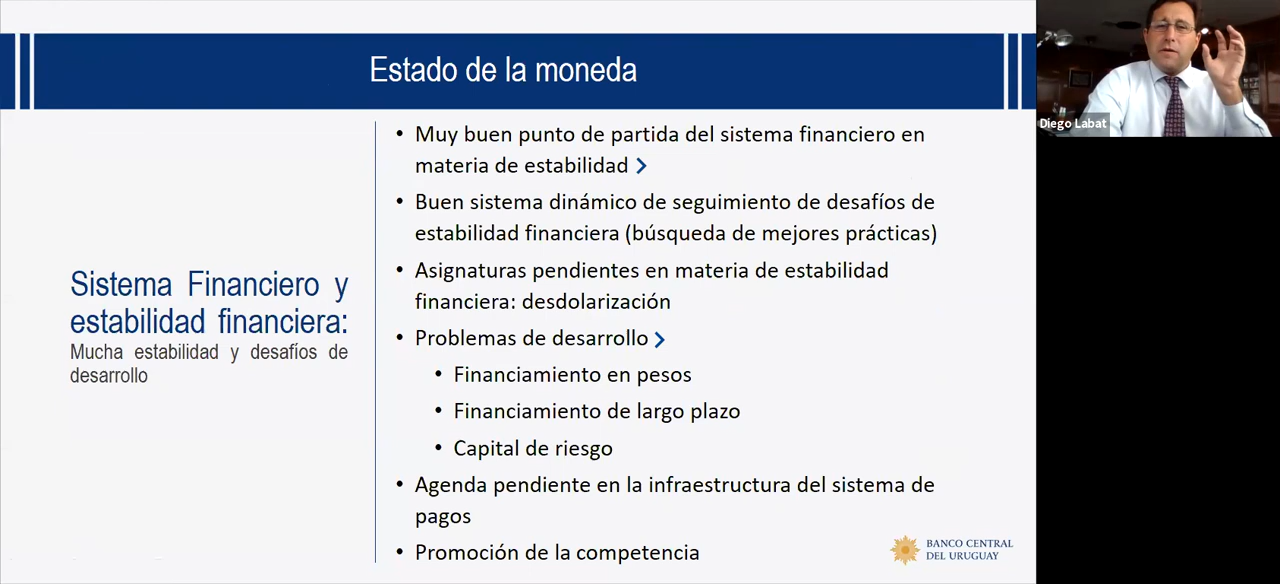 Estado de la moneda
Sistema Financiero y
estabilidad financiera:
Mucha estabilidad y desafíos de
desarrollo
• Muy buen punto de partida del sistema financiero en
materia de estabilidad >
• Buen sistema dinámico de seguimiento de desafíos de
estabilidad financiera (búsqueda de mejores prácticas)
• Asignaturas pendientes en materia de estabilidad
financiera: desdolarización
• Problemas de desarrollo >
• Financiamiento en pesos
• Financiamiento de largo plazo
• Capital de riesgo
• Agenda pendiente en la infraestructura del sistema de
pagos
• Promoción de la competencia
BANCO CENTRAL
DEL URUGUAY
Diego Labat